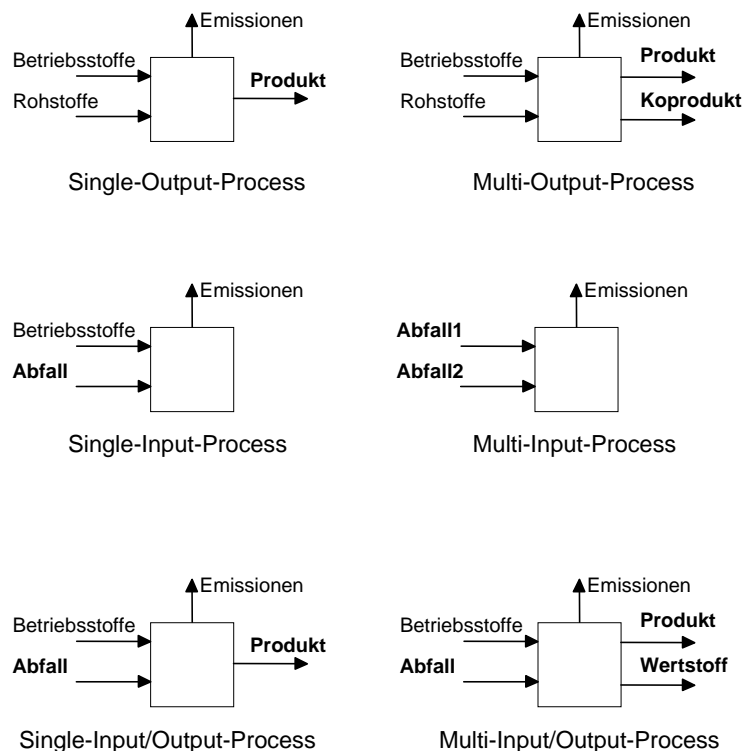 Emissionen
Betriebsstoffe
Produkt
Rohstoffe
Single-Output-Process
Emissionen
Betriebsstoffe
Produkt
Rohstoffe
Koprodukt
Multi-Output-Process
Emissionen
Betriebsstoffe
Abfall
Single-Input-Process
Emissionen
Abfall1
Abfall2
Multi-Input-Process
Emissionen
Betriebsstoffe
Produkt
Abfall
Single-Input/Output-Process
Emissionen
Betriebsstoffe
Produkt
Abfall
Wertstoff
Multi-Input/Output-Process